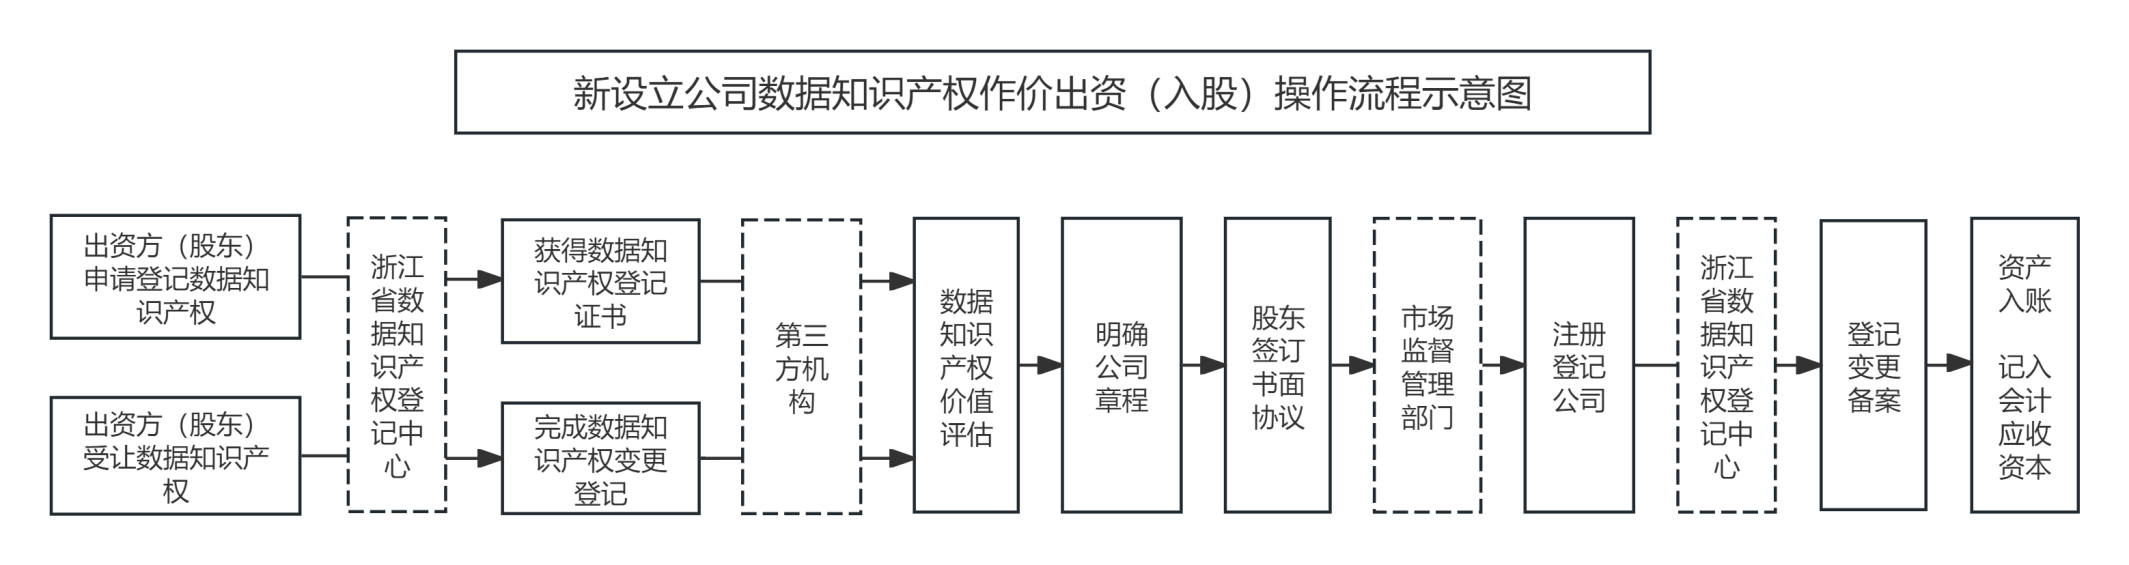 新设立公司数据知识产权作价出资（入股）操作流程示意图
出资方（股东）
申请登记数据知
识产权
出资方（股东）
受让数据知识产
权
浙江
省数
据知
识产
权登
记中
心
获得数据知
识产权登记
证书
完成数据知
识产权变更
登记
第三
方机
构
数据
知识
产权
价值
评估
明确
公司
章程
股东
签订
书面
协议
市场
监督
管理
部门
注册
登记
公司
浙江
省数
据知
识产
权登
记中
心
登记
变更
备案
资产
入账
记入
会计
应收
资本